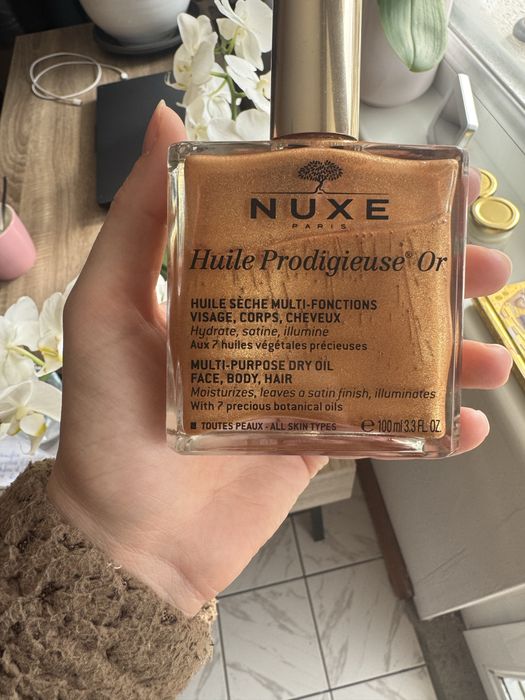 NUXE
PARIS
Huile Prodigieuse® Or
HUILE SÈCHE MULTI-FONCTIONS
VISAGE, CORPS, CHEVEUX
Hydrate, satine, illumine
Aux 7 huiles végétales précieuses
MULTI-PURPOSE DRY OIL
FACE, BODY, HAIR
Moisturizes, leaves a satin finish, illuminates
With 7 precious botanical oils
TOUTES PEAUX - ALL SKIN TYPES ℮ 100 ml 3.3 FL. OZ.